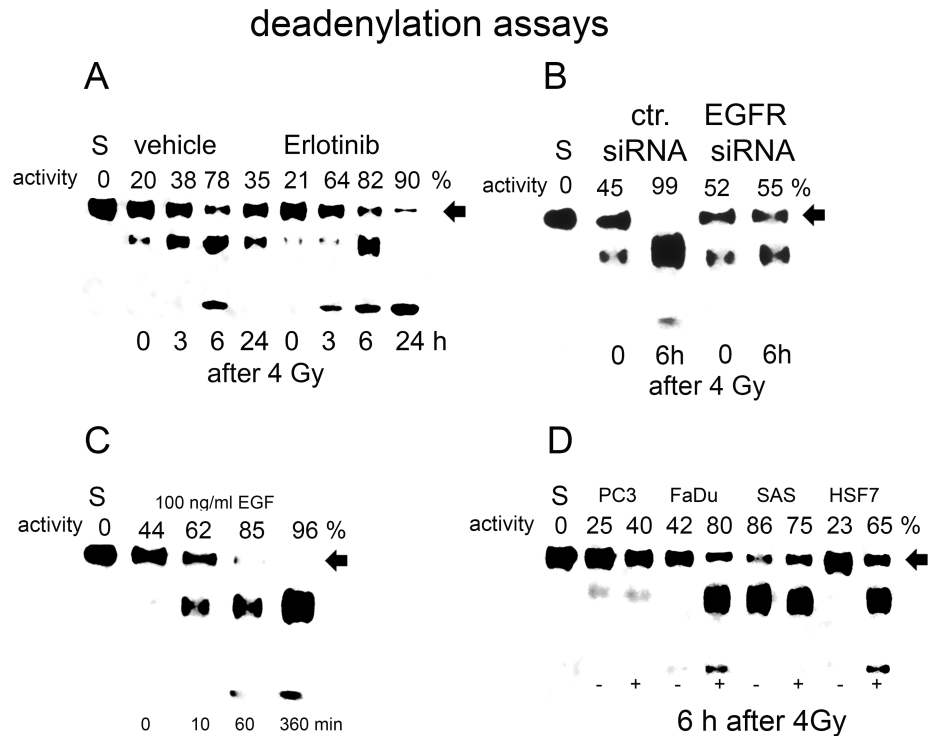 deadenylation assays
A
S vehicle Erlotinib
activity 0 20 38 78 35 21 64 82 90 %
0 3 6 24 0 3 6 24 h
after 4 Gy
B
ctr. EGFR
S siRNA siRNA
activity 0 45 99 52 55 %
0 6h 0 6h
after 4 Gy
C
S 100 ng/ml EGF
activity 0 44 62 85 96 %
0 10 60 360 min
D
S PC3 FaDu SAS HSF7
activity 0 25 40 42 80 86 75 23 65 %
- + - + - + - +
6 h after 4Gy